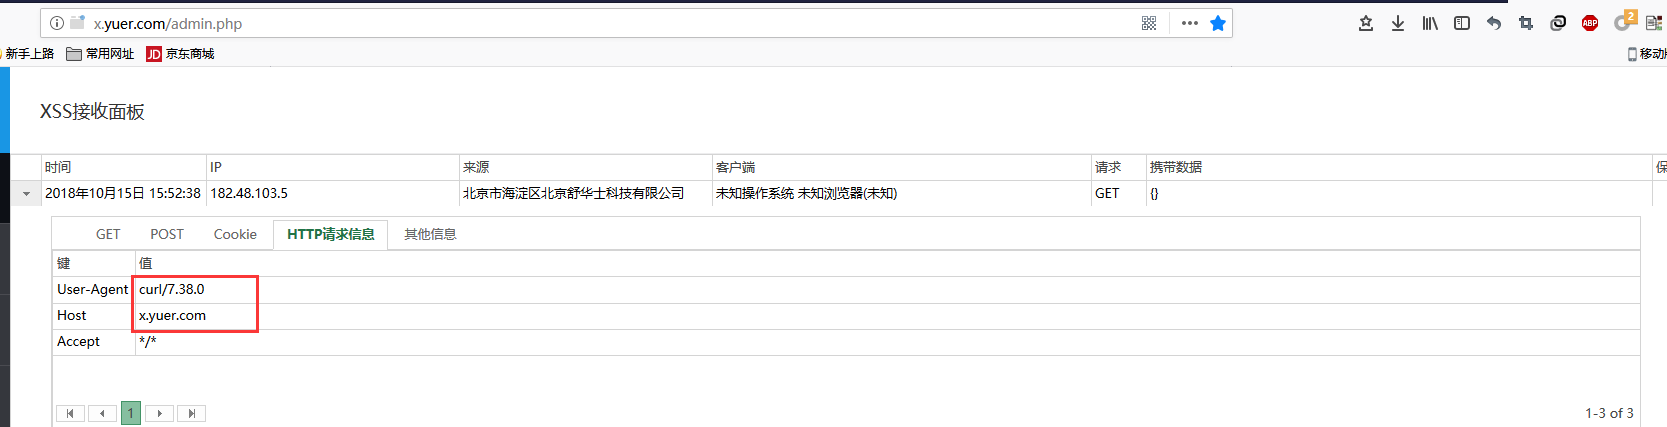 x.yuer.com/admin.php
ABP
2
新手上路 常用网址 JD 京东商城
XSS接收面板
时间 IP 来源 客户端 请求 携带数据
2018年10月15日 15:52:38 182.48.103.5 北京市海淀区北京舒华士科技有限公司 未知操作系统 未知浏览器(未知) GET {}
GET POST Cookie HTTP请求信息 其他信息
键 值
User-Agent curl/7.38.0
Host x.yuer.com
Accept */*
1 1-3 of 3